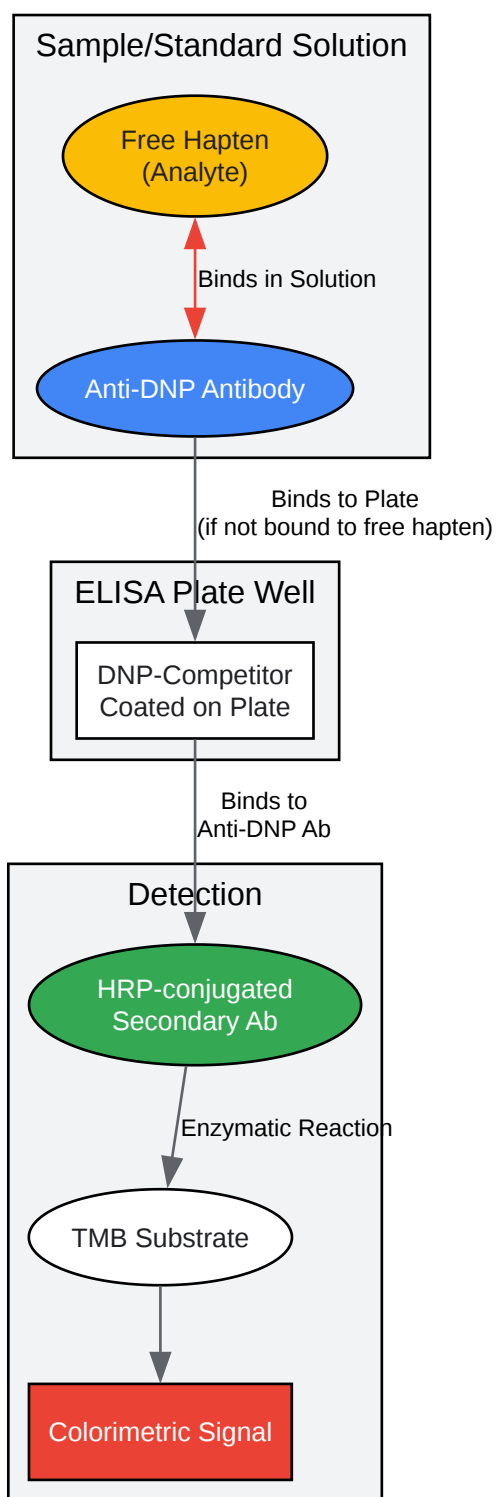 Sample/Standard Solution
Free Hapten
(Analyte)
Binds in Solution
Anti-DNP Antibody
Binds to Plate
(if not bound to free hapten)
ELISA Plate Well
DNP-Competitor
Coated on Plate
Binds to
Anti-DNP Ab
Detection
HRP-conjugated
Secondary Ab
Enzymatic Reaction
TMB Substrate
Colorimetric Signal